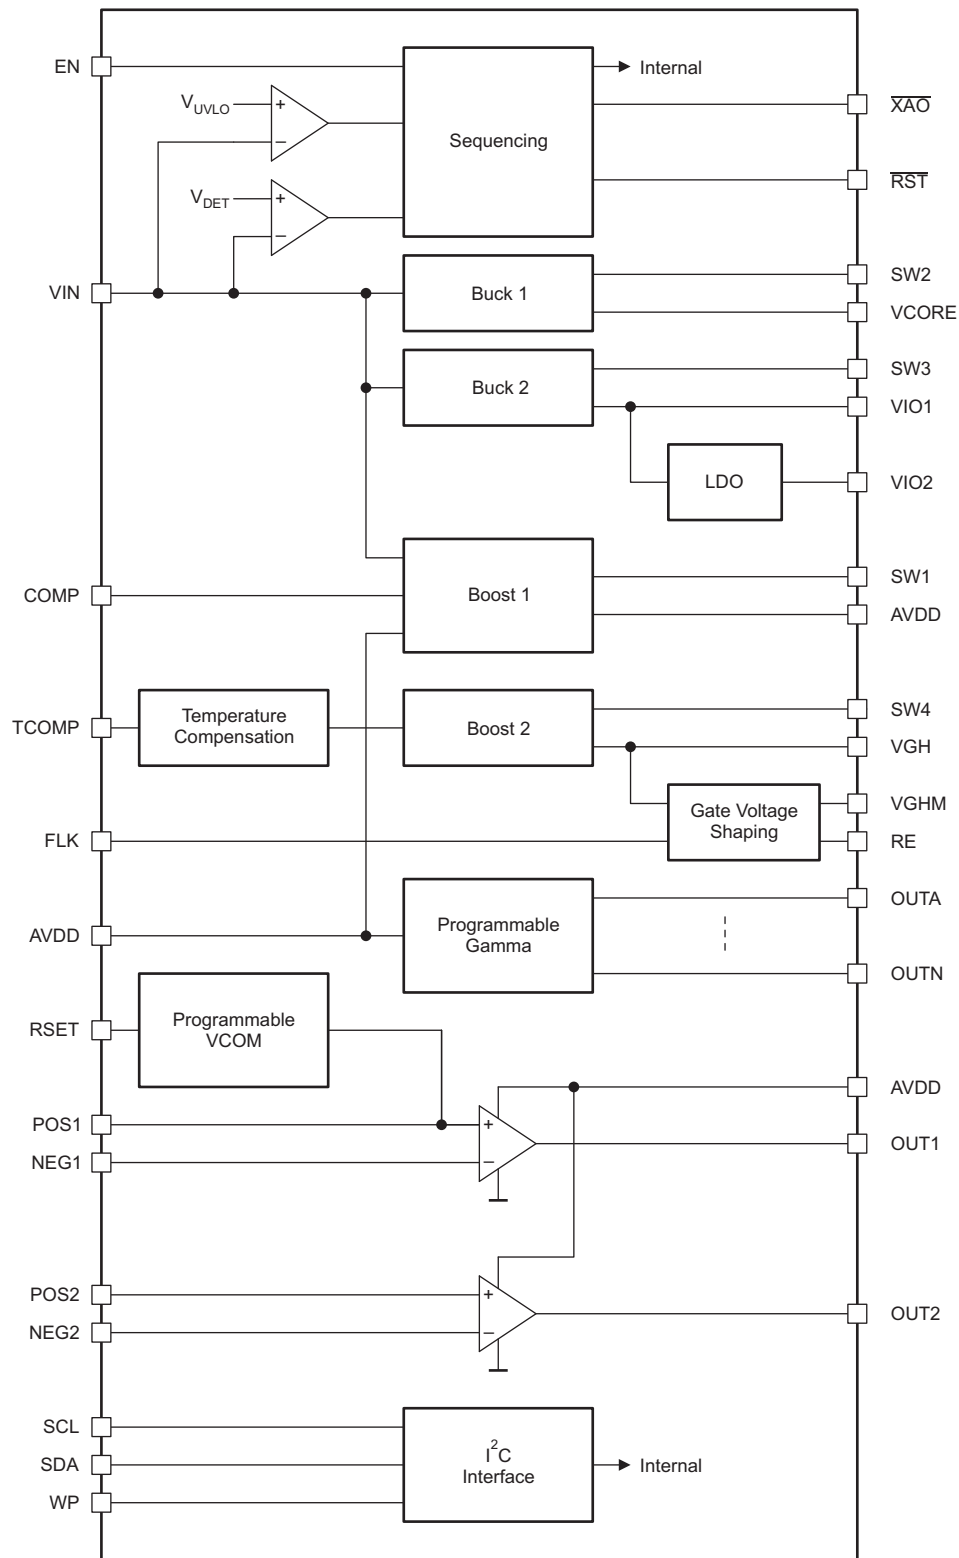 EN
V_UVLO
+
−
Sequencing
Internal
X̅A̅O̅
R̅S̅T̅
V_DET
+
−
VIN
Buck 1
SW2
VCORE
Buck 2
SW3
VIO1
LDO
VIO2
COMP
Boost 1
SW1
AVDD
TCOMP
Temperature
Compensation
Boost 2
SW4
VGH
Gate Voltage
Shaping
VGHM
RE
FLK
AVDD
Programmable
Gamma
OUTA
OUTN
RSET
Programmable
VCOM
AVDD
POS1
+
NEG1
−
OUT1
POS2
+
NEG2
−
OUT2
SCL
SDA
WP
I²C
Interface
Internal